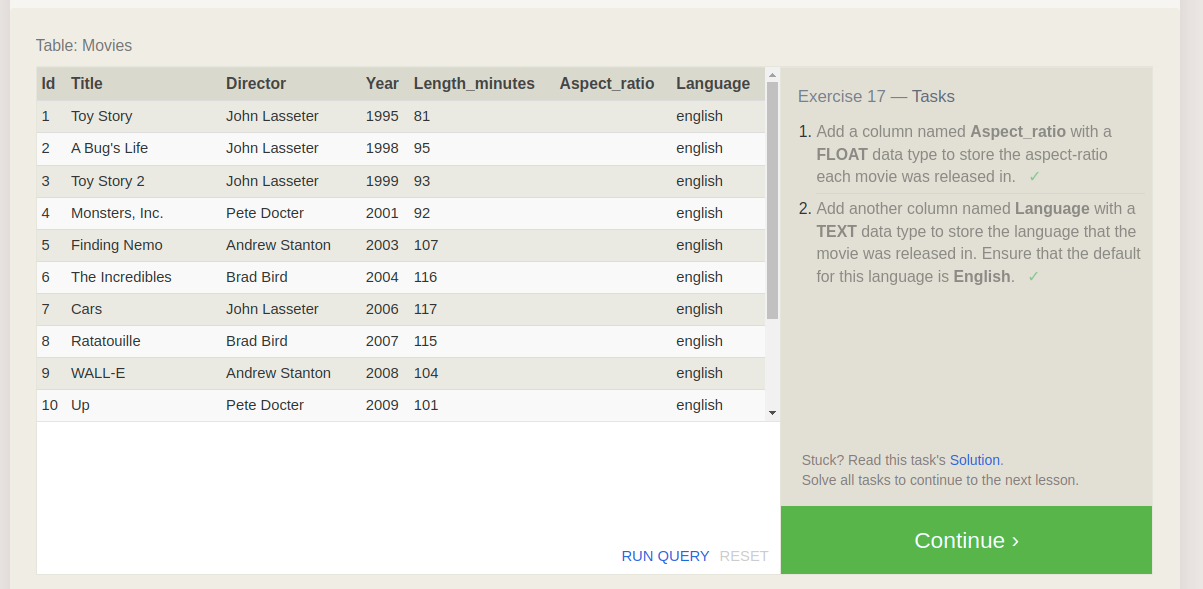 Table: Movies
Id Title Director Year Length_minutes Aspect_ratio Language
1 Toy Story John Lasseter 1995 81 english
2 A Bug's Life John Lasseter 1998 95 english
3 Toy Story 2 John Lasseter 1999 93 english
4 Monsters, Inc. Pete Docter 2001 92 english
5 Finding Nemo Andrew Stanton 2003 107 english
6 The Incredibles Brad Bird 2004 116 english
7 Cars John Lasseter 2006 117 english
8 Ratatouille Brad Bird 2007 115 english
9 WALL-E Andrew Stanton 2008 104 english
10 Up Pete Docter 2009 101 english
RUN QUERY RESET
Exercise 17 — Tasks
1. Add a column named Aspect_ratio with a
FLOAT data type to store the aspect-ratio
each movie was released in. ✓
2. Add another column named Language with a
TEXT data type to store the language that the
movie was released in. Ensure that the default
for this language is English. ✓
Stuck? Read this task's Solution.
Solve all tasks to continue to the next lesson.
Continue ›